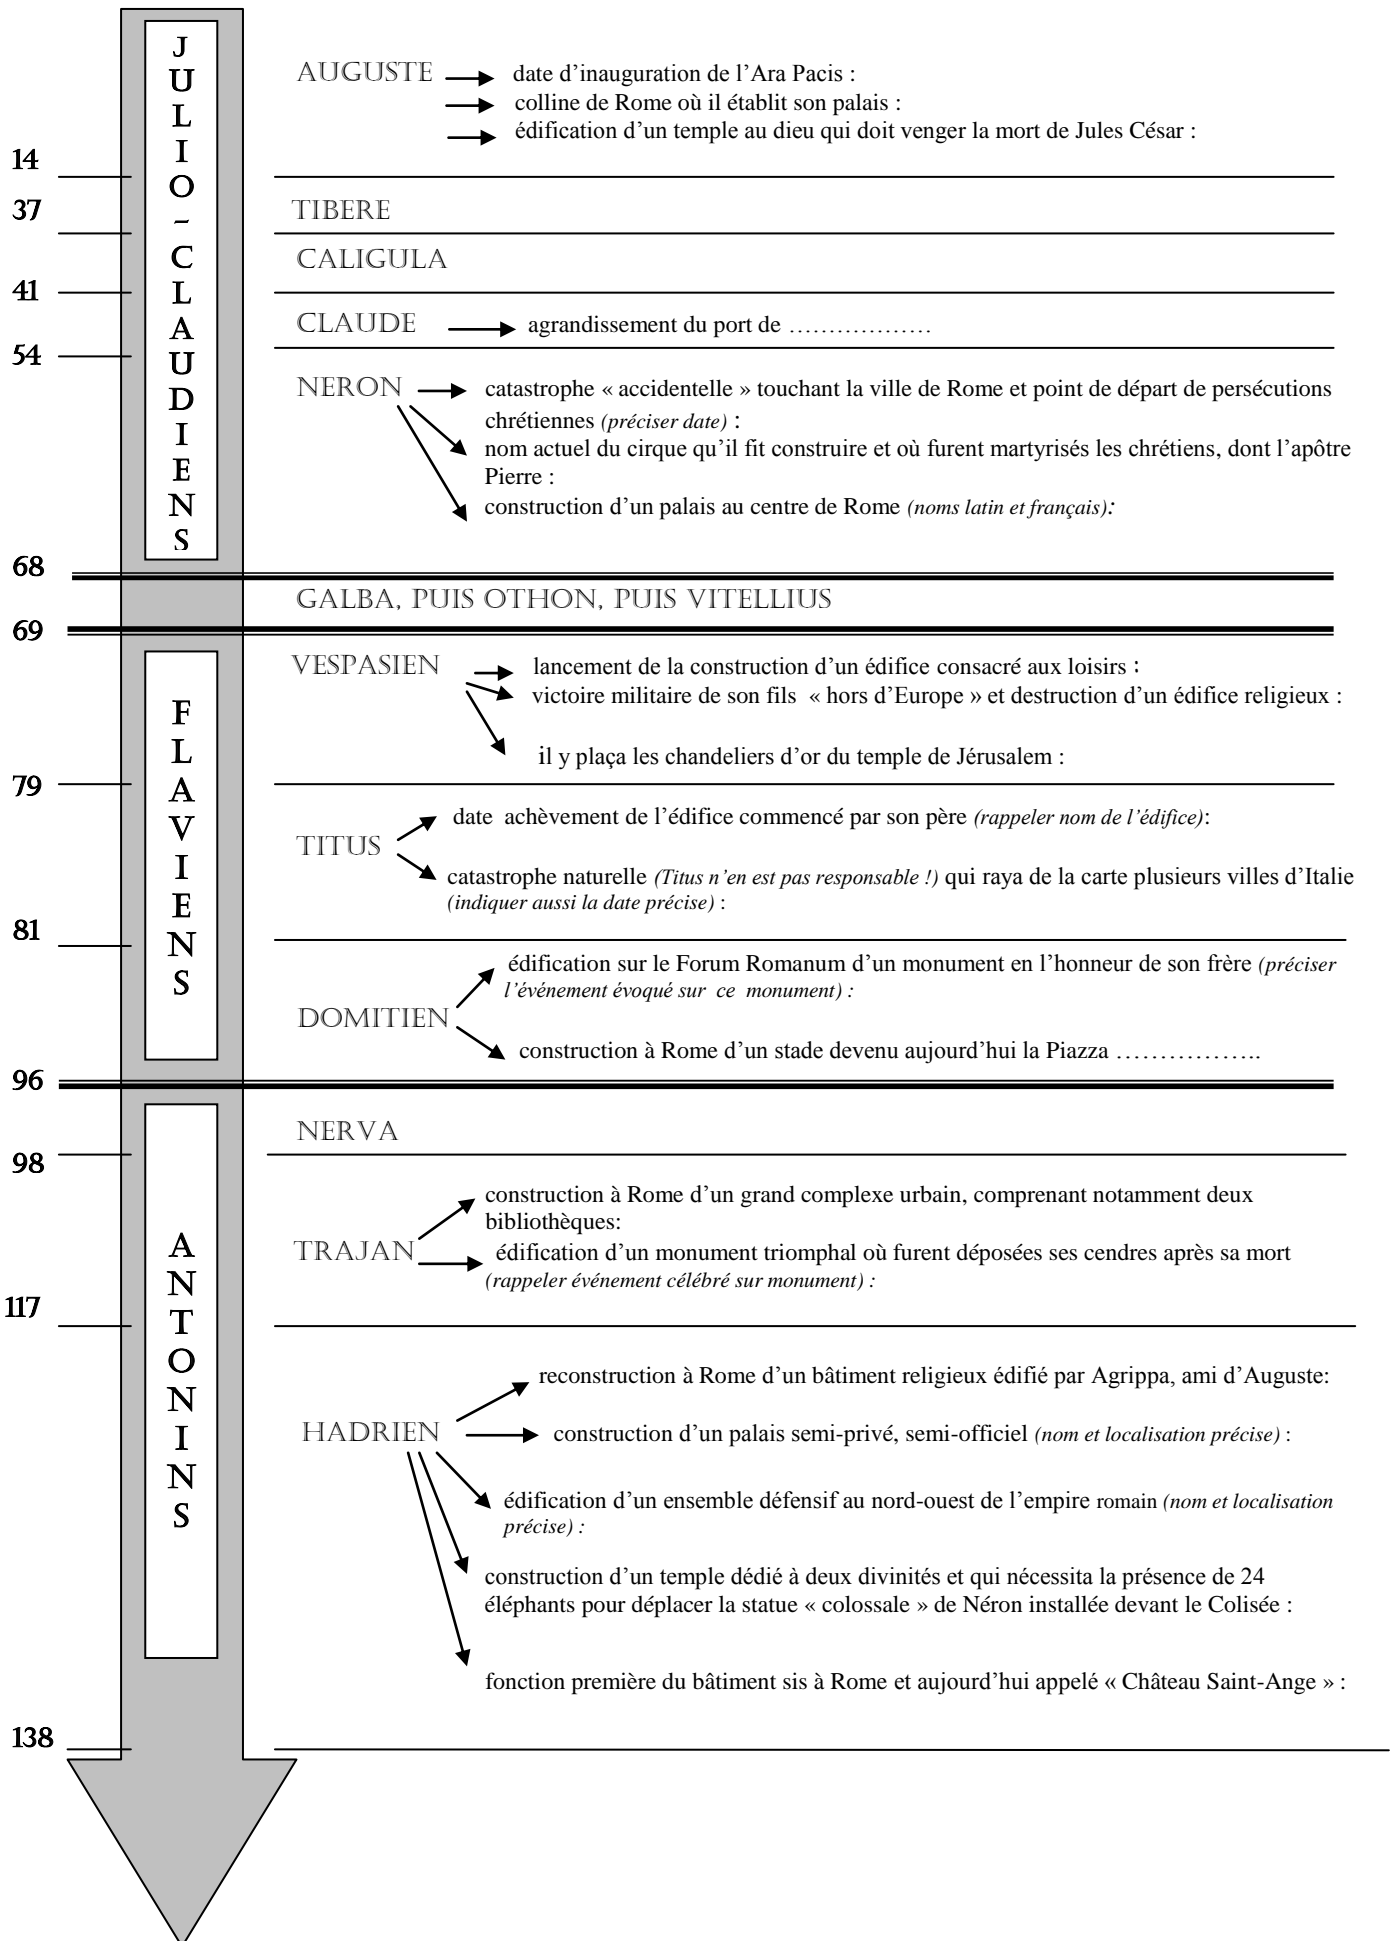 JULIO-CLAUDIENS
AUGUSTE
date d’inauguration de l’Ara Pacis :
colline de Rome où il établit son palais :
édification d’un temple au dieu qui doit venger la mort de Jules César :
14
37
TIBERE
CALIGULA
41
CLAUDE
agrandissement du port de ………………
54
NERON
catastrophe « accidentelle » touchant la ville de Rome et point de départ de persécutions
chrétiennes (préciser date) :
nom actuel du cirque qu’il fit construire et où furent martyrisés les chrétiens, dont l’apôtre
Pierre :
construction d’un palais au centre de Rome (noms latin et français):
68
GALBA, PUIS OTHON, PUIS VITELLIUS
69
FLAVIENS
VESPASIEN
lancement de la construction d’un édifice consacré aux loisirs :
victoire militaire de son fils « hors d’Europe » et destruction d’un édifice religieux :
il y plaça les chandeliers d’or du temple de Jérusalem :
79
date achèvement de l’édifice commencé par son père (rappeler nom de l’édifice):
TITUS
catastrophe naturelle (Titus n’en est pas responsable !) qui raya de la carte plusieurs villes d’Italie
(indiquer aussi la date précise) :
81
édification sur le Forum Romanum d’un monument en l’honneur de son frère (préciser
l’événement évoqué sur ce monument) :
DOMITIEN
construction à Rome d’un stade devenu aujourd’hui la Piazza ……………..
96
ANTONINS
NERVA
98
construction à Rome d’un grand complexe urbain, comprenant notamment deux
bibliothèques:
TRAJAN
édification d’un monument triomphal où furent déposées ses cendres après sa mort
(rappeler événement célébré sur monument) :
117
reconstruction à Rome d’un bâtiment religieux édifié par Agrippa, ami d’Auguste:
HADRIEN
construction d’un palais semi-privé, semi-officiel (nom et localisation précise) :
édification d’un ensemble défensif au nord-ouest de l’empire romain (nom et localisation
précise) :
construction d’un temple dédié à deux divinités et qui nécessita la présence de 24
éléphants pour déplacer la statue « colossale » de Néron installée devant le Colisée :
fonction première du bâtiment sis à Rome et aujourd’hui appelé « Château Saint-Ange » :
138